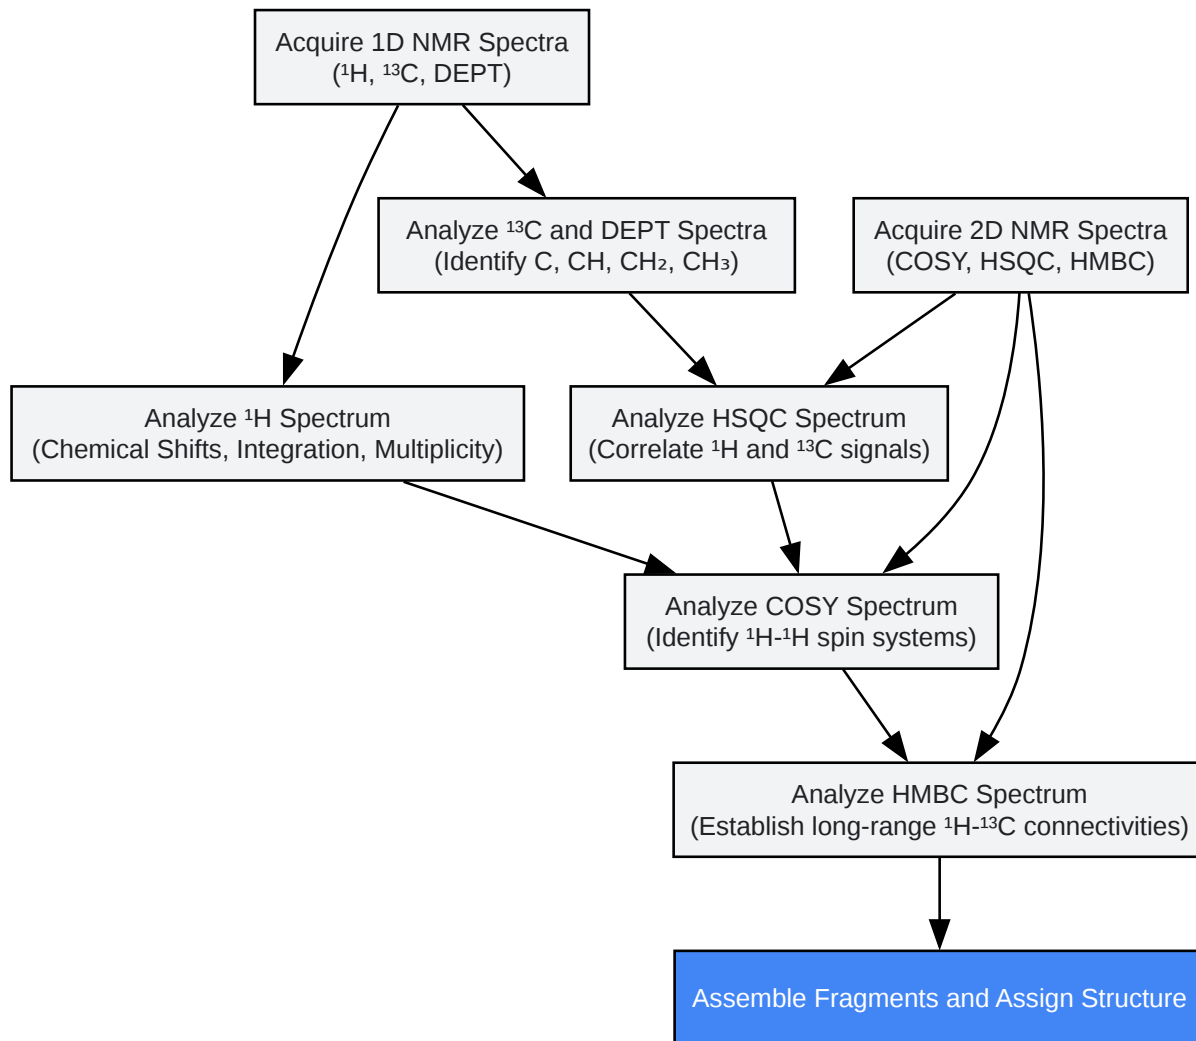 Acquire 1D NMR Spectra
(¹H, ¹³C, DEPT)
Analyze ¹³C and DEPT Spectra
(Identify C, CH, CH₂, CH₃)
Acquire 2D NMR Spectra
(COSY, HSQC, HMBC)
Analyze ¹H Spectrum
(Chemical Shifts, Integration, Multiplicity)
Analyze HSQC Spectrum
(Correlate ¹H and ¹³C signals)
Analyze COSY Spectrum
(Identify ¹H-¹H spin systems)
Analyze HMBC Spectrum
(Establish long-range ¹H-¹³C connectivities)
Assemble Fragments and Assign Structure